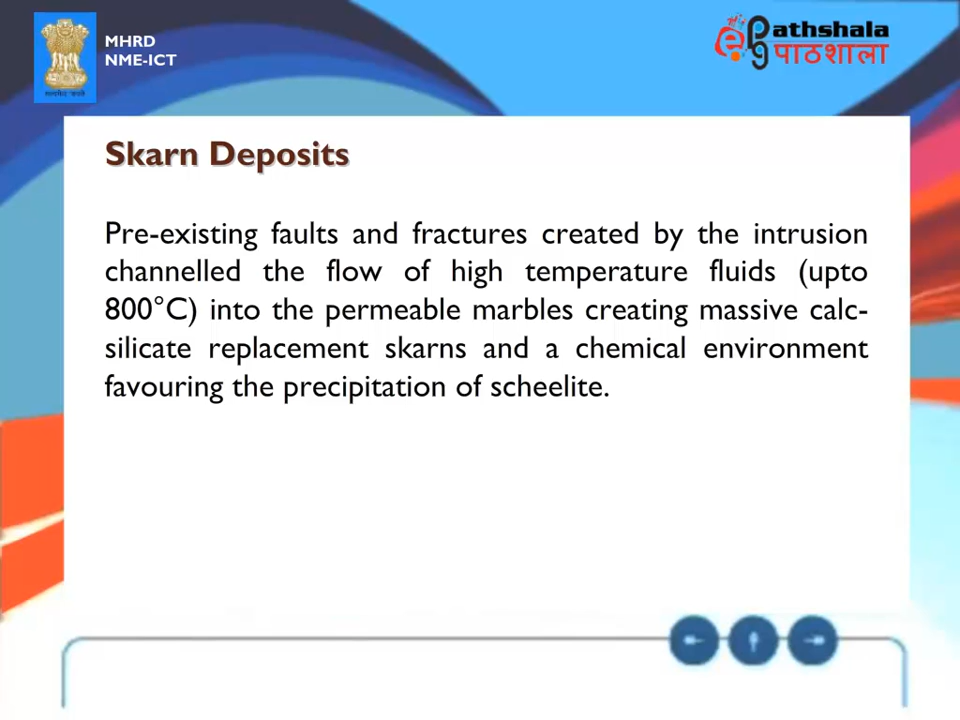 MHRD
NME-ICT
e pg Pathshala
पाठशाला
Skarn Deposits
Pre-existing faults and fractures created by the intrusion
channelled the flow of high temperature fluids (upto
800°C) into the permeable marbles creating massive calc-
silicate replacement skarns and a chemical environment
favouring the precipitation of scheelite.